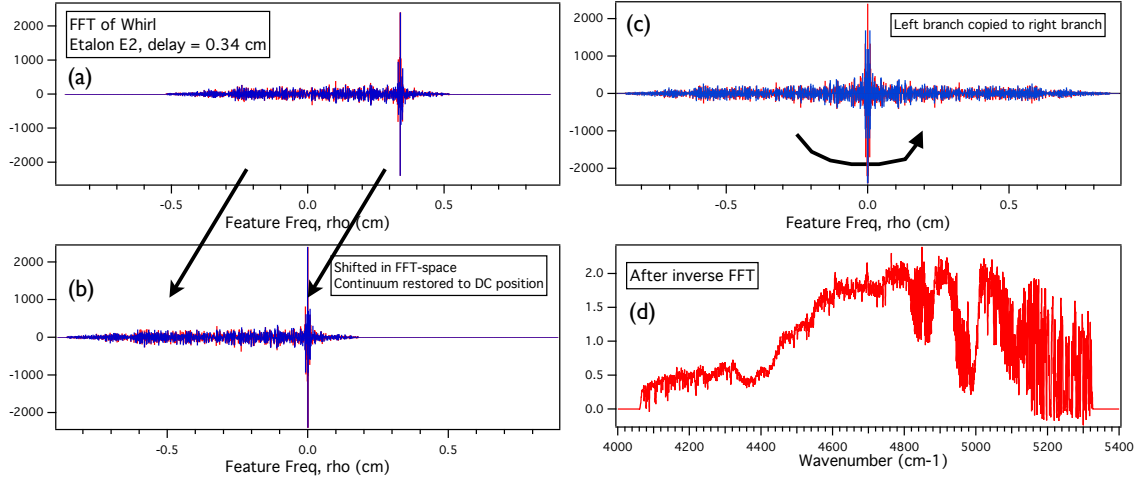 2000
1000
0
-1000
-2000
FFT of Whirl
Etalon E2, delay = 0.34 cm
(a)
-0.5
0.0
0.5
Feature Freq, rho (cm)
2000
1000
0
-1000
-2000
(b)
Shifted in FFT-space
Continuum restored to DC position
-0.5
0.0
0.5
Feature Freq, rho (cm)
2000
1000
0
-1000
-2000
(c)
Left branch copied to right branch
-0.5
0.0
0.5
Feature Freq, rho (cm)
2.0
1.5
1.0
0.5
0.0
After inverse FFT
(d)
4000
4200
4400
4600
4800
5000
5200
5400
Wavenumber (cm-1)